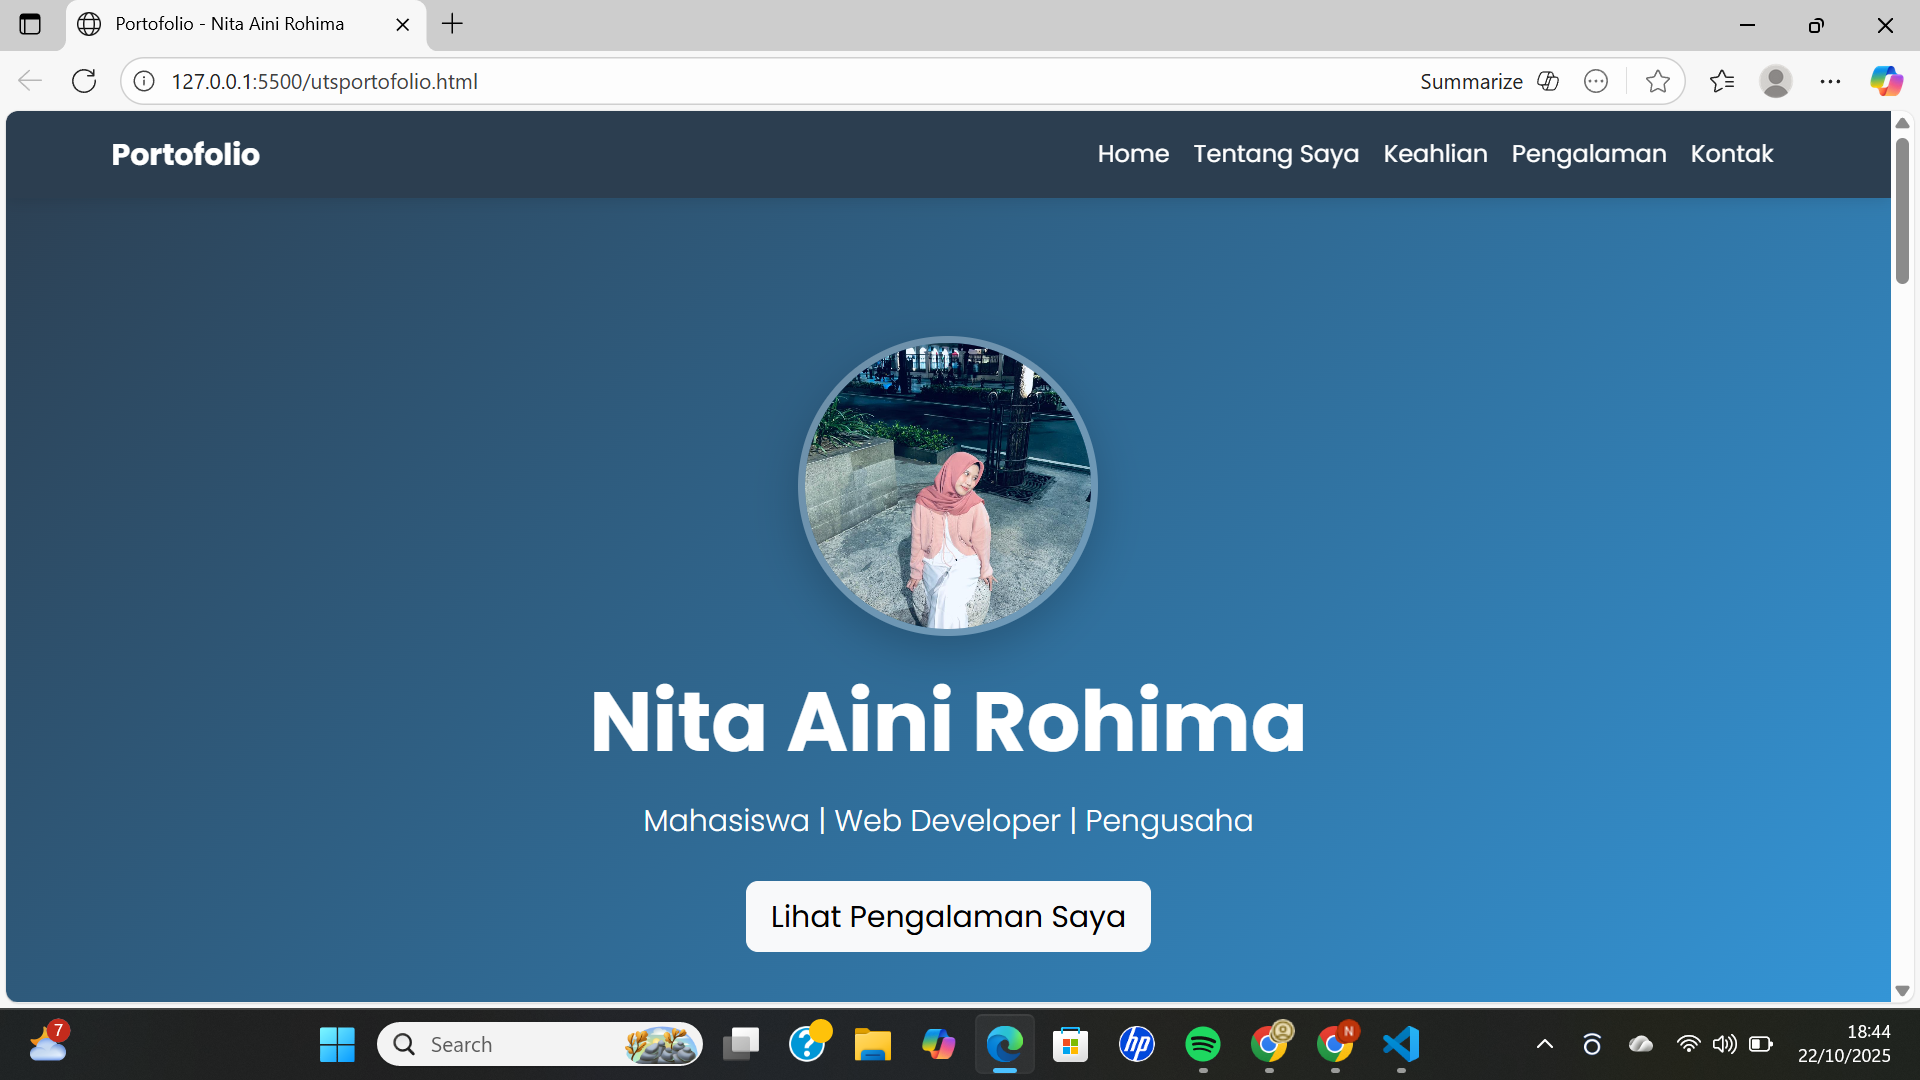 Portofolio - Nita Aini Rohima
127.0.0.1:5500/utsportofolio.html
Summarize
Portofolio
Home Tentang Saya Keahlian Pengalaman Kontak
Nita Aini Rohima
Mahasiswa | Web Developer | Pengusaha
Lihat Pengalaman Saya
7
Search
hp
N
18:44
22/10/2025